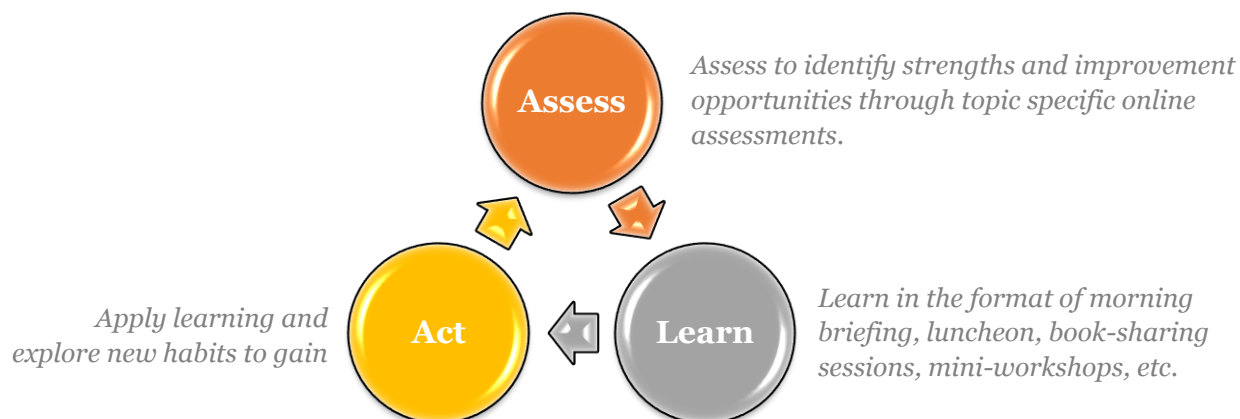 Assess
Assess to identify strengths and improvement
opportunities through topic specific online
assessments.
Apply learning and
explore new habits to gain
Act
Learn
Learn in the format of morning
briefing, luncheon, book-sharing
sessions, mini-workshops, etc.